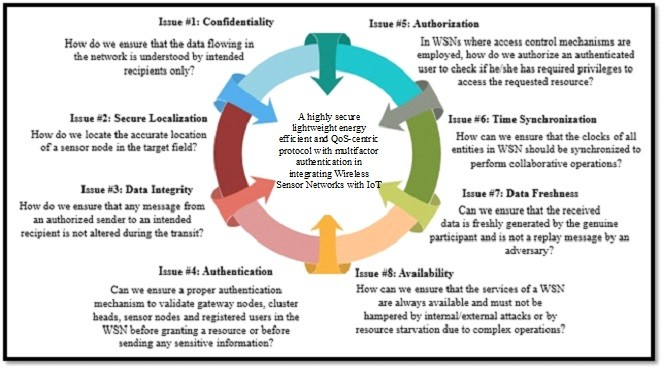 Issue #1: Confidentiality
How do we ensure that the data flowing in
the network is understood by intended
recipients only?
Issue #2: Secure Localization
How do we locate the accurate location
of a sensor node in the target field?
Issue #3: Data Integrity
How do we ensure that any message from
an authorized sender to an intended
recipient is not altered during the transit?
Issue #4: Authentication
Can we ensure a proper authentication
mechanism to validate gateway nodes, cluster
heads, sensor nodes and registered users in the
WSN before granting a resource or before
sending any sensitive information?
A highly secure
lightweight energy
efficient and QoS-centric
protocol with multifactor
authentication in
integrating Wireless
Sensor Networks with IoT
Issue #5: Authorization
In WSNs where access control mechanisms are
employed, how do we authorize an authenticated
user to check if he/she has required privileges to
access the requested resource?
Issue #6: Time Synchronization
How can we ensure that the clocks of all
entities in WSN should be synchronized to
perform collaborative operations?
Issue #7: Data Freshness
Can we ensure that the received
data is freshly generated by the genuine
participant and is not a replay message by an
adversary?
Issue #8: Availability
How can we ensure that the services of a WSN
are always available and must not be
hampered by internal/external attacks or by
resource starvation due to complex operations?